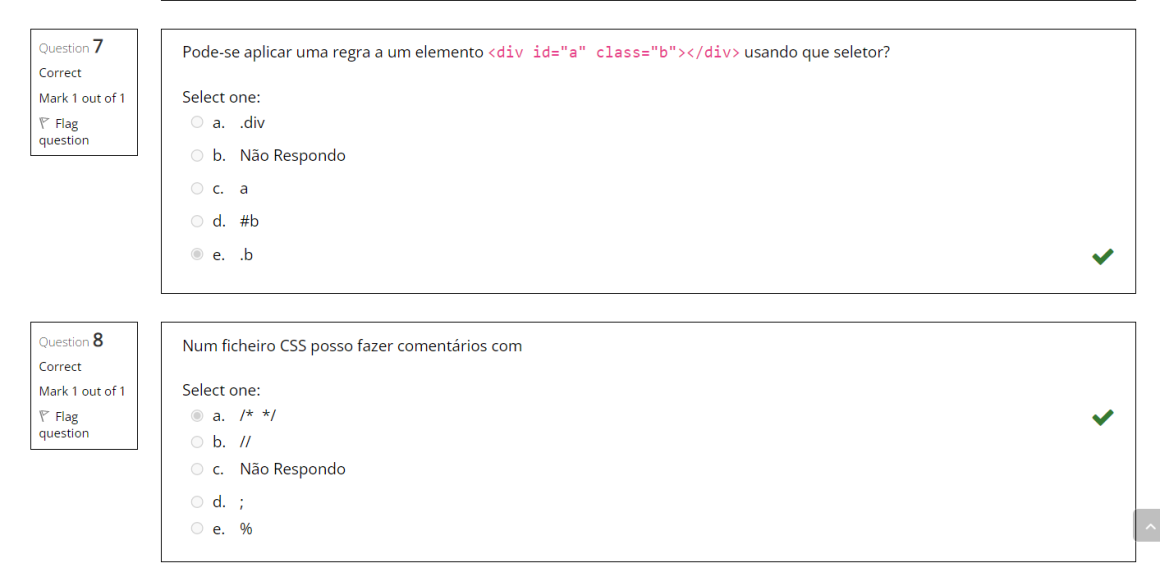 Question 7
Correct
Mark 1 out of 1
Flag
question
Pode-se aplicar uma regra a um elemento <div id="a" class="b"></div> usando que seletor?
Select one:
a. .div
b. Não Respondo
c. a
d. #b
e. .b
Question 8
Correct
Mark 1 out of 1
Flag
question
Num ficheiro CSS posso fazer comentários com
Select one:
a. /* */
b. //
c. Não Respondo
d. ;
e. %